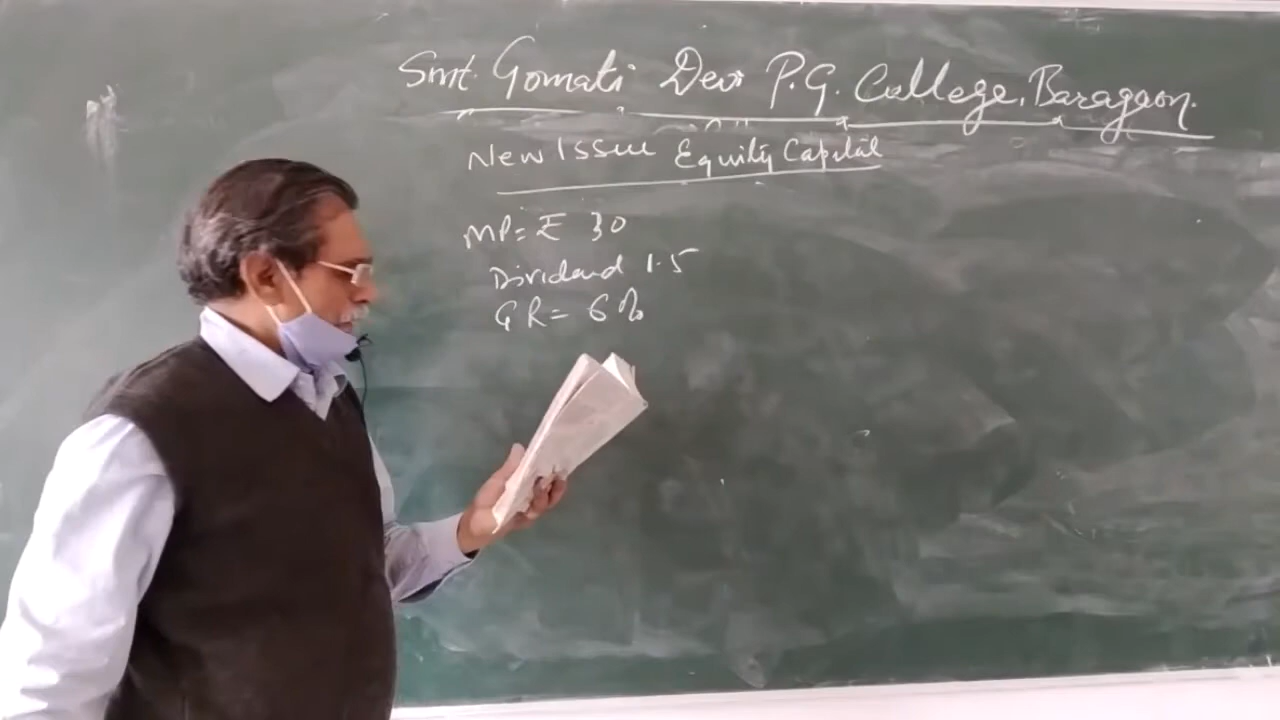 Smt. Gomati Devi P.G. College, Baragaon.
New Issue Equity Capital
MP= ₹ 30
Dividend 1.5
GR= 6%